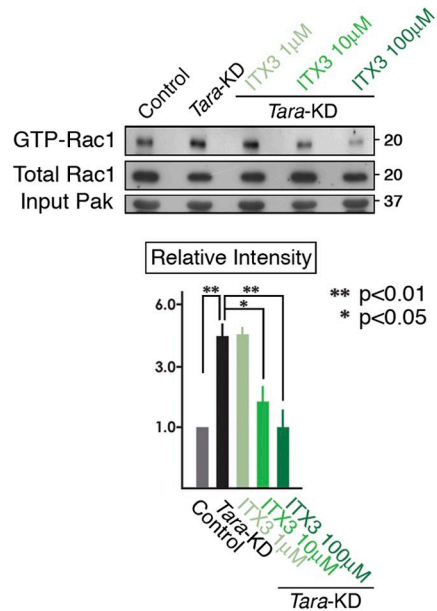 Control
Tara-KD
ITX3 1μM
ITX3 10μM
ITX3 100μM
Tara-KD
GTP-Rac1
20
Total Rac1
20
Input Pak
37
Relative Intensity
** p<0.01
* p<0.05
** ** *
6.0
3.0
1.0
Control
Tara-KD
ITX3 1μM
ITX3 10μM
ITX3 100μM
Tara-KD